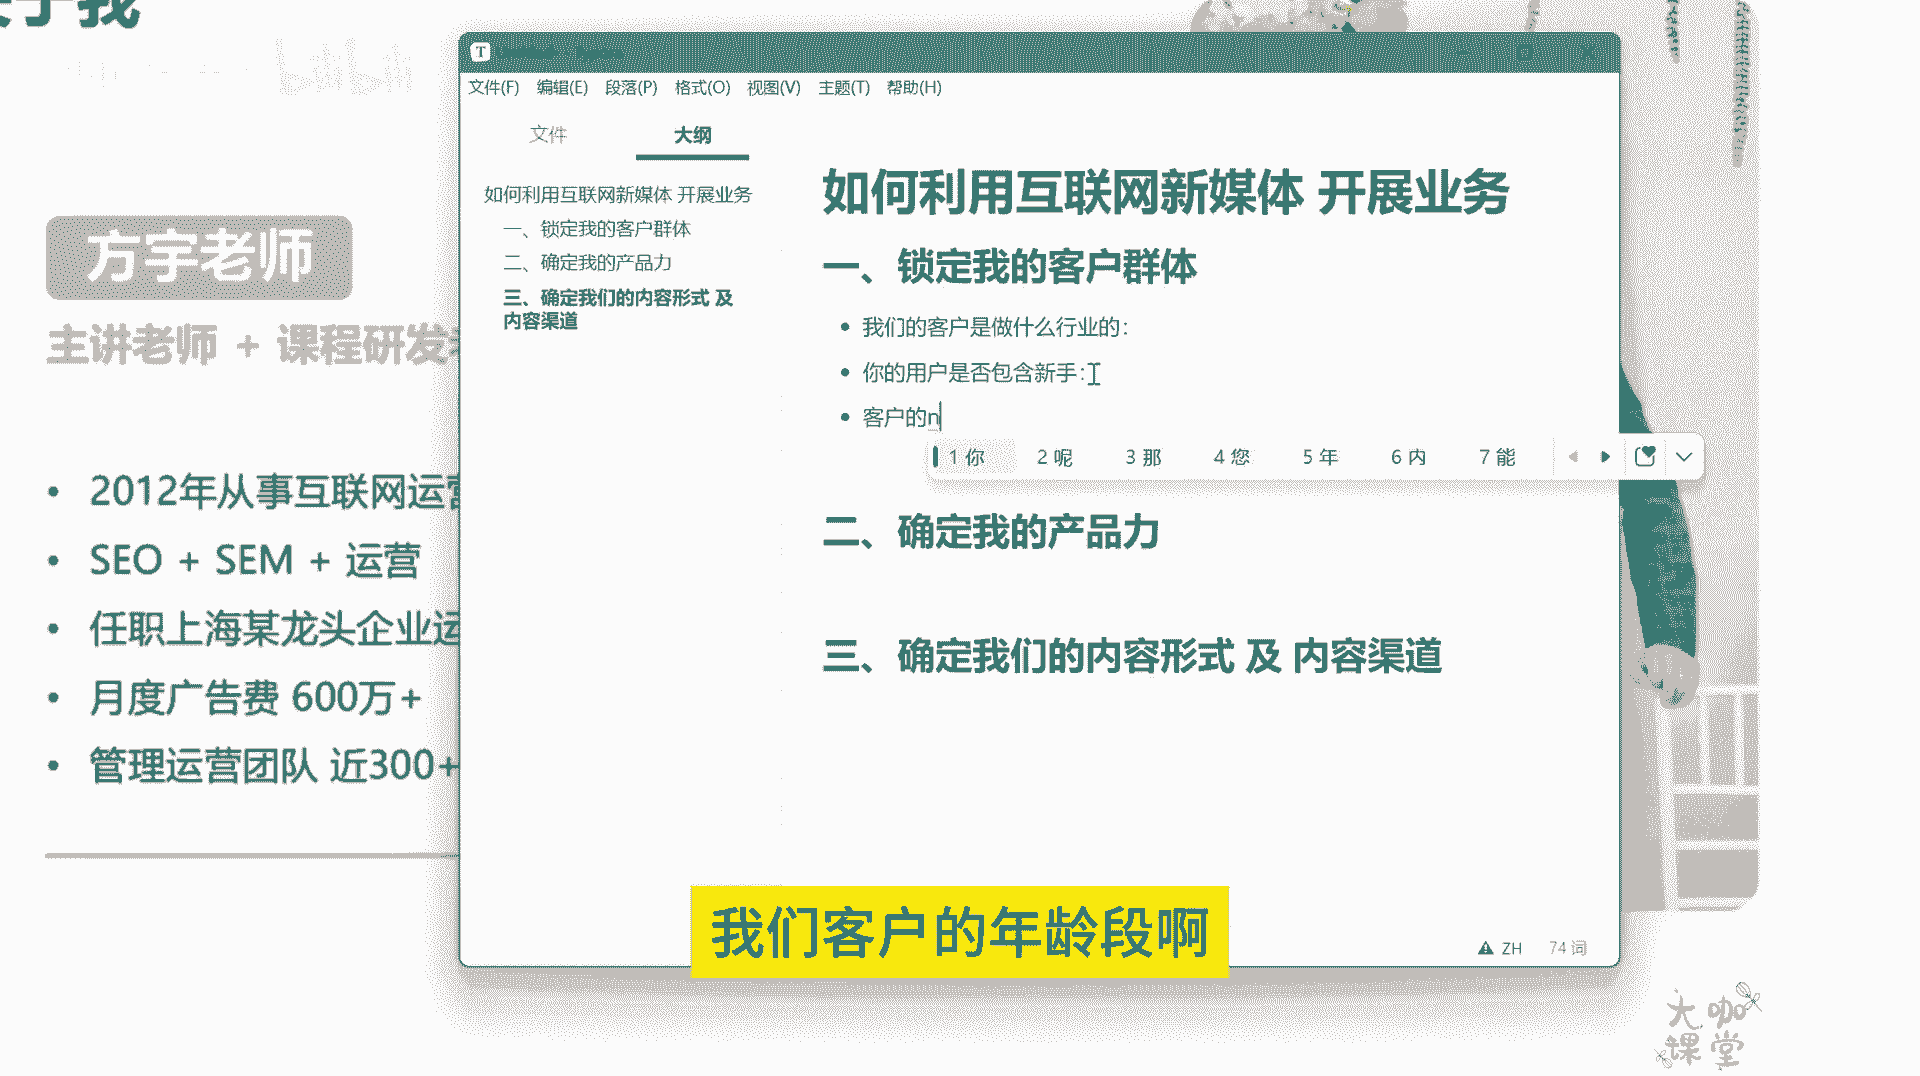 于我
bilibili
方宇老师
主讲老师 + 课程研发
2012年从事互联网运营
SEO + SEM + 运营
任职上海某龙头企业运
月度广告费 600万+
管理运营团队 近300+
T
文件(F) 编辑(E) 段落(P) 格式(O) 视图(V) 主题(T) 帮助(H)
文件 大纲
如何利用互联网新媒体 开展业务
一、锁定我的客户群体
二、确定我的产品力
三、确定我们的内容形式 及
内容渠道
如何利用互联网新媒体 开展业务
一、锁定我的客户群体
我们的客户是做什么行业的：
你的用户是否包含新手：
客户的n
1 你 2 呢 3 那 4 您 5 年 6 内 7 能
二、确定我的产品力
三、确定我们的内容形式 及 内容渠道
ZH 74 词
我们客户的年龄段啊
大咖
课堂